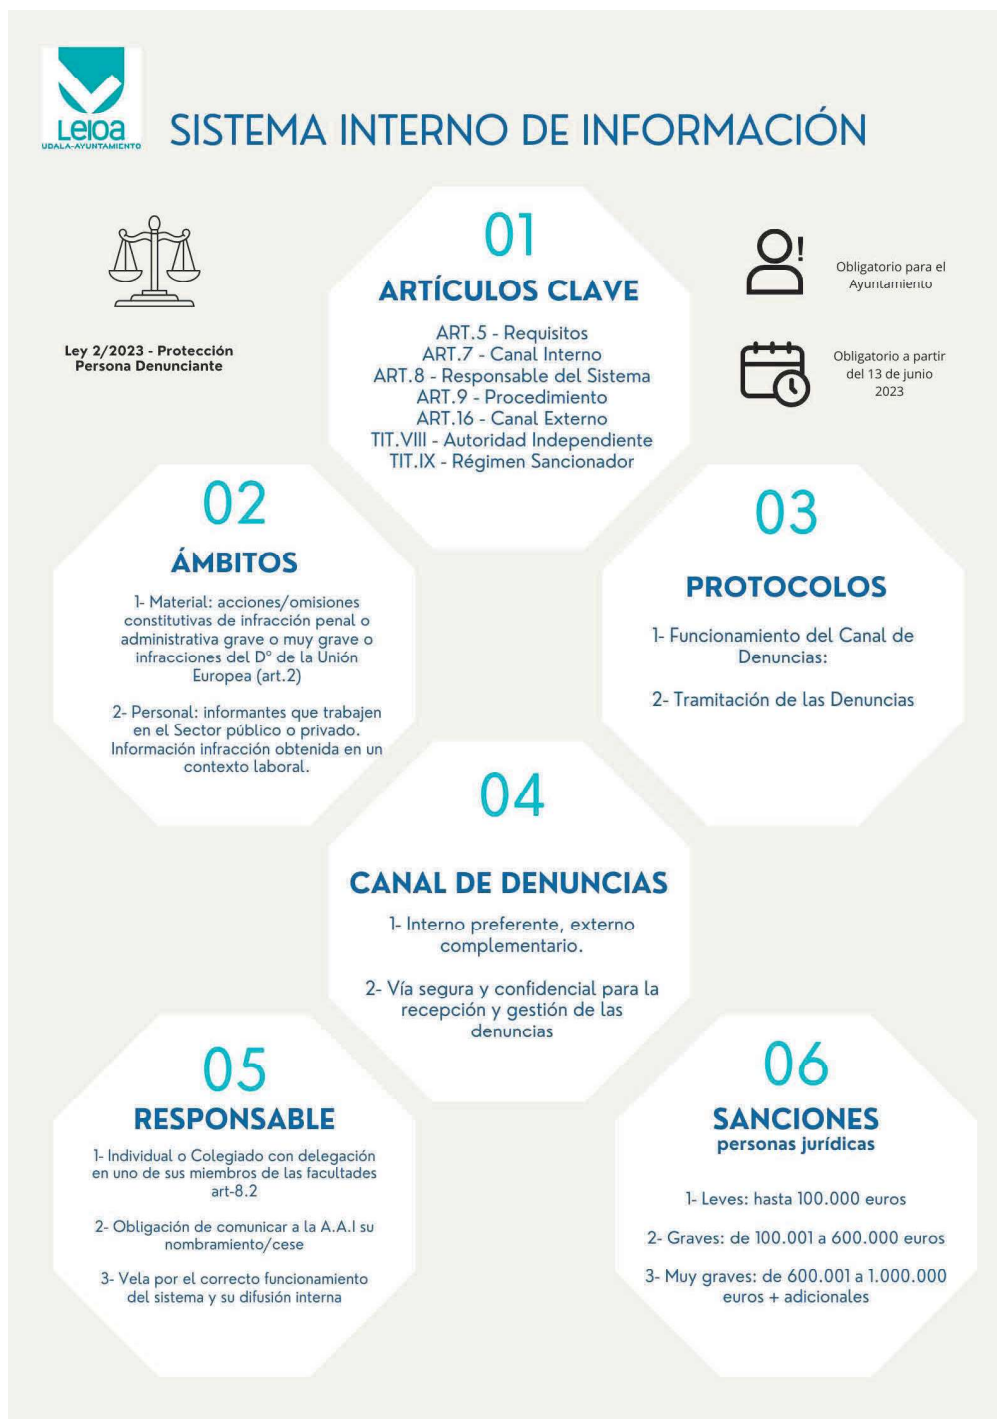 Leioa
UDALA-AYUNTAMIENTO
SISTEMA INTERNO DE INFORMACIÓN
Ley 2/2023 - Protección
Persona Denunciante
01
ARTÍCULOS CLAVE
ART.5 - Requisitos
ART.7 - Canal Interno
ART.8 - Responsable del Sistema
ART.9 - Procedimiento
ART.16 - Canal Externo
TIT.VIII - Autoridad Independiente
TIT.IX - Régimen Sancionador
Obligatorio para el
Ayuntamiento
Obligatorio a partir
del 13 de junio
2023
02
ÁMBITOS
1- Material: acciones/omisiones
constitutivas de infracción penal o
administrativa grave o muy grave o
infracciones del Dº de la Unión
Europea (art.2)
2- Personal: informantes que trabajen
en el Sector público o privado.
Información infracción obtenida en un
contexto laboral.
03
PROTOCOLOS
1- Funcionamiento del Canal de
Denuncias:
2- Tramitación de las Denuncias
04
CANAL DE DENUNCIAS
1- Interno preferente, externo
complementario.
2- Vía segura y confidencial para la
recepción y gestión de las
denuncias
05
RESPONSABLE
1- Individual o Colegiado con delegación
en uno de sus miembros de las facultades
art-8.2
2- Obligación de comunicar a la A.A.I su
nombramiento/cese
3- Vela por el correcto funcionamiento
del sistema y su difusión interna
06
SANCIONES
personas jurídicas
1- Leves: hasta 100.000 euros
2- Graves: de 100.001 a 600.000 euros
3- Muy graves: de 600.001 a 1.000.000
euros + adicionales